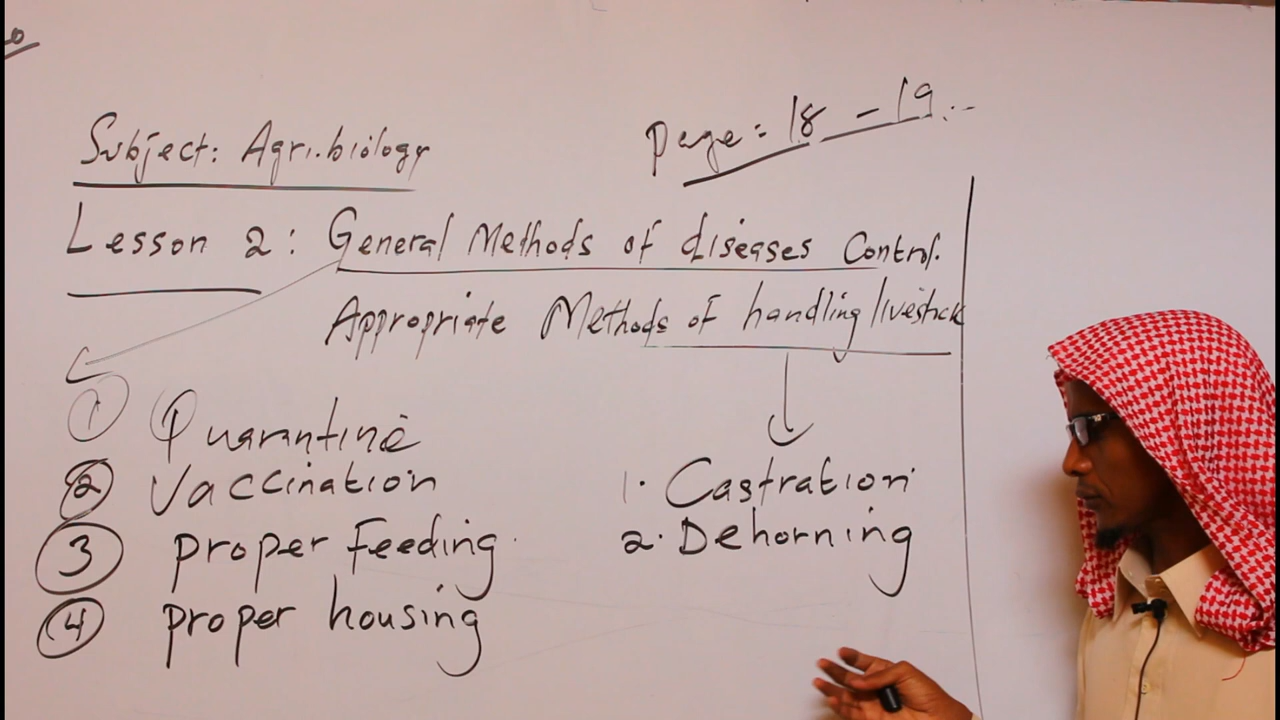 Subject: Agri.biology
Page: 18 - 19
Lesson 2: General Methods of diseases Control.
Appropriate Methods of handling livestick
1 Quarantine
2 Vaccination
3 proper Feeding
4 proper housing
1. Castration
2. Dehorning